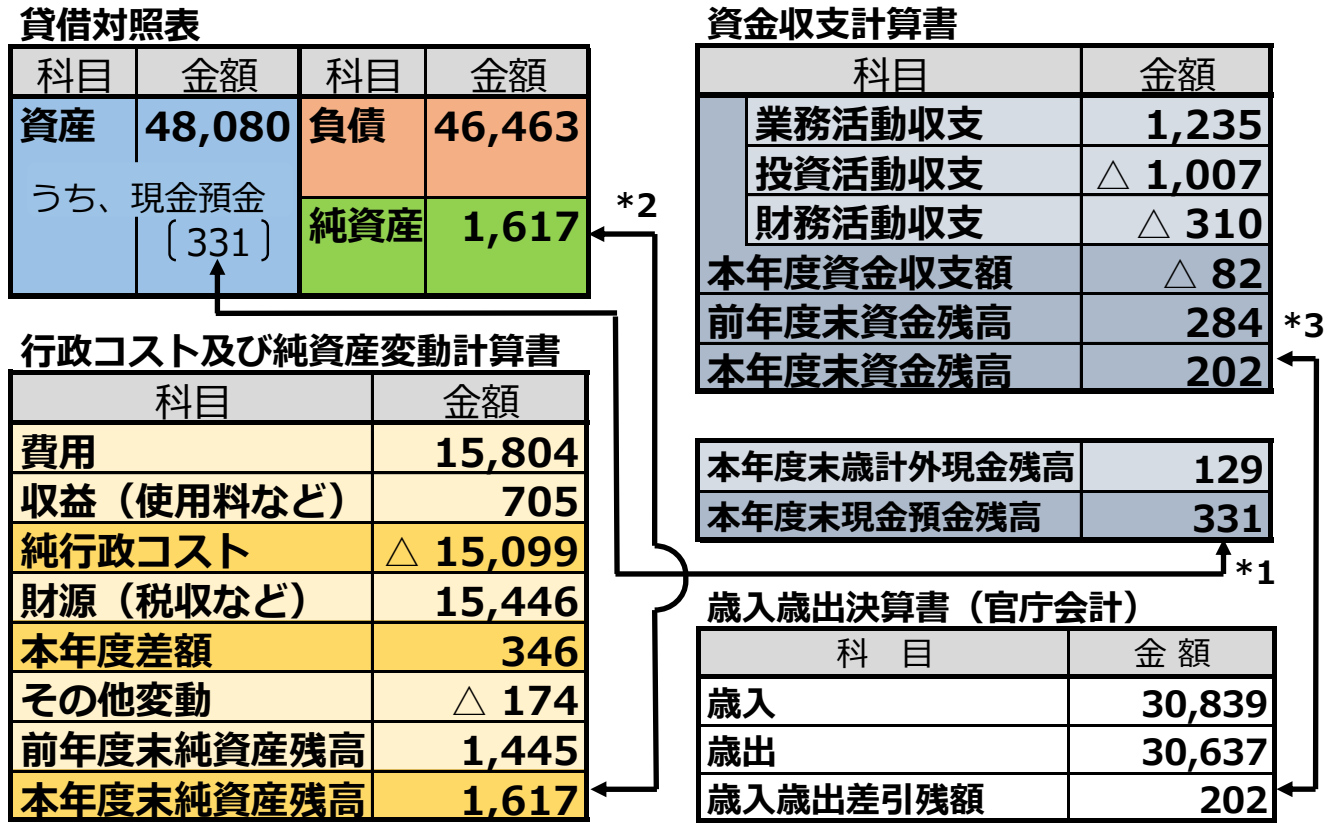 貸借対照表
科目 金額 科目 金額
資産 48,080 負債 46,463
うち、現金預金
〔331〕
純資産 1,617
*2
行政コスト及び純資産変動計算書
科目 金額
費用 15,804
収益（使用料など） 705
純行政コスト △ 15,099
財源（税収など） 15,446
本年度差額 346
その他変動 △ 174
前年度末純資産残高 1,445
本年度末純資産残高 1,617
資金収支計算書
科目 金額
業務活動収支 1,235
投資活動収支 △ 1,007
財務活動収支 △ 310
本年度資金収支額 △ 82
前年度末資金残高 284
本年度末資金残高 202
*3
本年度末歳計外現金残高 129
本年度末現金預金残高 331
*1
歳入歳出決算書（官庁会計）
科 目 金 額
歳入 30,839
歳出 30,637
歳入歳出差引残額 202